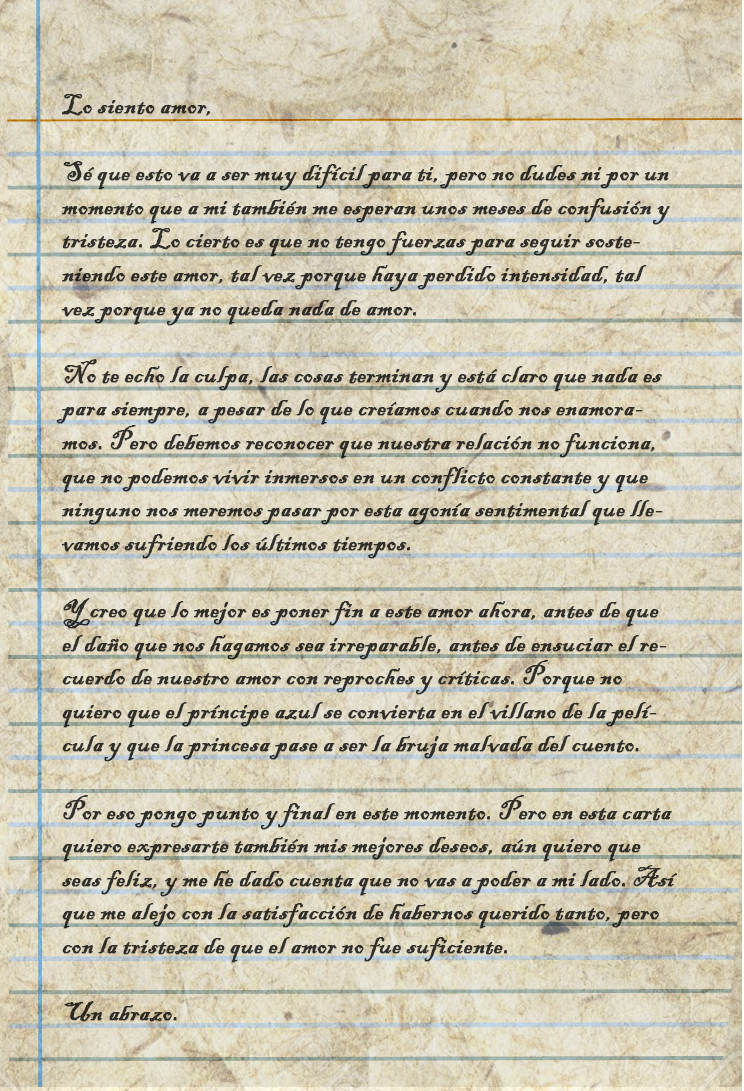 Lo siento amor,
Sé que esto va a ser muy difícil para ti, pero no dudes ni por un
momento que a mi también me esperan unos meses de confusión y
tristeza. Lo cierto es que no tengo fuerzas para seguir soste-
niendo este amor, tal vez porque haya perdido intensidad, tal
vez porque ya no queda nada de amor.
No te echo la culpa, las cosas terminan y está claro que nada es
para siempre, a pesar de lo que creíamos cuando nos enamora-
mos. Pero debemos reconocer que nuestra relación no funciona,
que no podemos vivir inmersos en un conflicto constante y que
ninguno nos meremos pasar por esta agonía sentimental que lle-
vamos sufriendo los últimos tiempos.
Y creo que lo mejor es poner fin a este amor ahora, antes de que
el daño que nos hagamos sea irreparable, antes de ensuciar el re-
cuerdo de nuestro amor con reproches y críticas. Porque no
quiero que el príncipe azul se convierta en el villano de la pelí-
cula y que la princesa pase a ser la bruja malvada del cuento.
Por eso pongo punto y final en este momento. Pero en esta carta
quiero expresarte también mis mejores deseos, aún quiero que
seas feliz, y me he dado cuenta que no vas a poder a mi lado. Así
que me alejo con la satisfacción de habernos querido tanto, pero
con la tristeza de que el amor no fue suficiente.
Un abrazo.